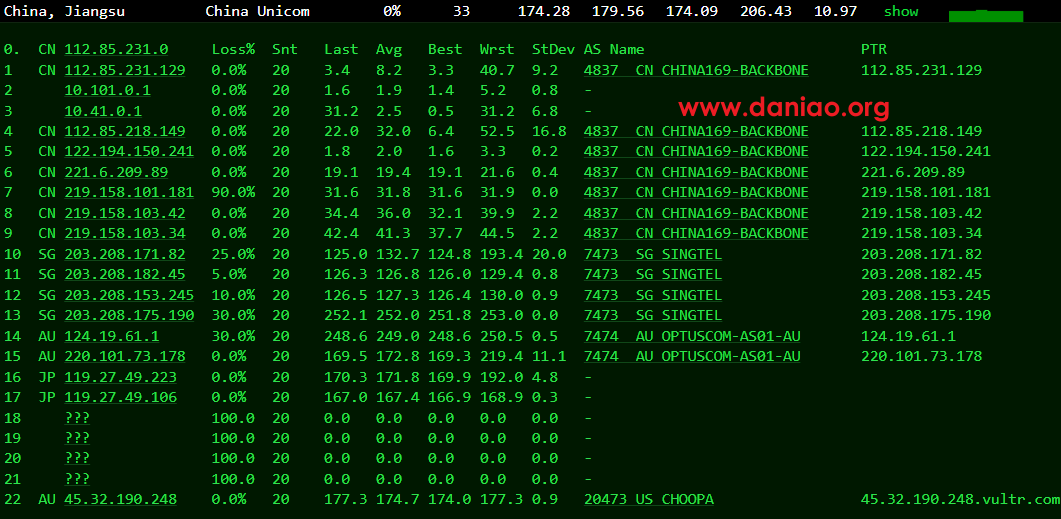 China, Jiangsu China Unicom 0% 33 174.28 179.56 174.09 206.43 10.97 show
0. CN 112.85.231.0 Loss% Snt Last Avg Best Wrst StDev AS Name PTR
1 CN 112.85.231.129 0.0% 20 3.4 8.2 3.3 40.7 9.2 4837 CN CHINA169-BACKBONE 112.85.231.129
2 10.101.0.1 0.0% 20 1.6 1.9 1.4 5.2 0.8 -
3 10.41.0.1 0.0% 20 31.2 2.5 0.5 31.2 6.8 -
www.daniao.org
4 CN 112.85.218.149 0.0% 20 22.0 32.0 6.4 52.5 16.8 4837 CN CHINA169-BACKBONE 112.85.218.149
5 CN 122.194.150.241 0.0% 20 1.8 2.0 1.6 3.3 0.2 4837 CN CHINA169-BACKBONE 122.194.150.241
6 CN 221.6.209.89 0.0% 20 19.1 19.4 19.1 21.6 0.4 4837 CN CHINA169-BACKBONE 221.6.209.89
7 CN 219.158.101.181 90.0% 20 31.6 31.8 31.6 31.9 0.0 4837 CN CHINA169-BACKBONE 219.158.101.181
8 CN 219.158.103.42 0.0% 20 34.4 36.0 32.1 39.9 2.2 4837 CN CHINA169-BACKBONE 219.158.103.42
9 CN 219.158.103.34 0.0% 20 42.4 41.3 37.7 44.5 2.2 4837 CN CHINA169-BACKBONE 219.158.103.34
10 SG 203.208.171.82 25.0% 20 125.0 132.7 124.8 193.4 20.0 7473 SG SINGTEL 203.208.171.82
11 SG 203.208.182.45 5.0% 20 126.3 126.8 126.0 129.4 0.8 7473 SG SINGTEL 203.208.182.45
12 SG 203.208.153.245 10.0% 20 126.5 127.3 126.4 130.0 0.9 7473 SG SINGTEL 203.208.153.245
13 SG 203.208.175.190 30.0% 20 252.1 252.0 251.8 253.0 0.0 7473 SG SINGTEL 203.208.175.190
14 AU 124.19.61.1 30.0% 20 248.6 249.0 248.6 250.5 0.5 7474 AU OPTUSCOM-AS01-AU 124.19.61.1
15 AU 220.101.73.178 0.0% 20 169.5 172.8 169.3 219.4 11.1 7474 AU OPTUSCOM-AS01-AU 220.101.73.178
16 JP 119.27.49.223 0.0% 20 170.3 171.8 169.9 192.0 4.8 -
17 JP 119.27.49.106 0.0% 20 167.0 167.4 166.9 168.9 0.3 -
18 ??? 100.0 20 0.0 0.0 0.0 0.0 0.0 -
19 ??? 100.0 20 0.0 0.0 0.0 0.0 0.0 -
20 ??? 100.0 20 0.0 0.0 0.0 0.0 0.0 -
21 ??? 100.0 20 0.0 0.0 0.0 0.0 0.0 -
22 AU 45.32.190.248 0.0% 20 177.3 174.7 174.0 177.3 0.9 20473 US CHOOPA 45.32.190.248.vultr.com